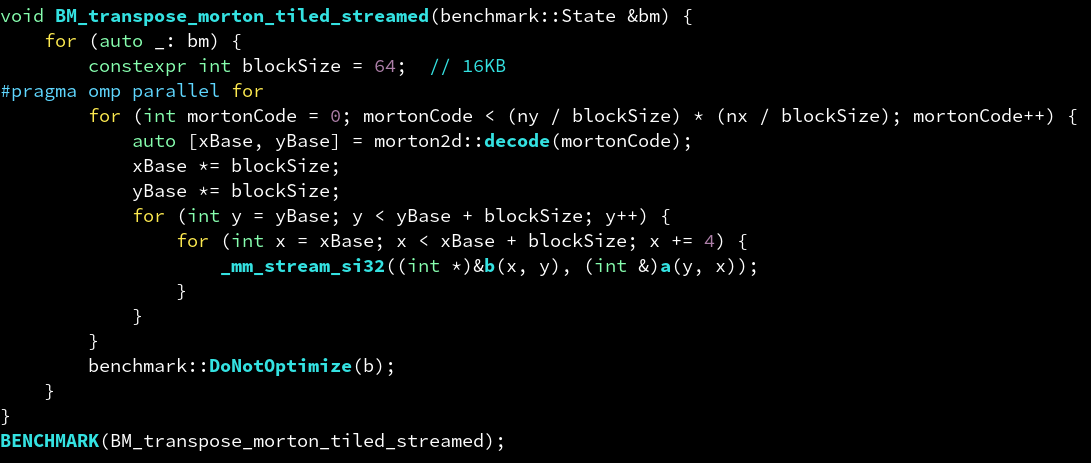 void BM_transpose_morton_tiled_streamed(benchmark::State &bm) {
    for (auto _: bm) {
        constexpr int blockSize = 64;  // 16KB
#pragma omp parallel for
        for (int mortonCode = 0; mortonCode < (ny / blockSize) * (nx / blockSize); mortonCode++) {
            auto [xBase, yBase] = morton2d::decode(mortonCode);
            xBase *= blockSize;
            yBase *= blockSize;
            for (int y = yBase; y < yBase + blockSize; y++) {
                for (int x = xBase; x < xBase + blockSize; x += 4) {
                    _mm_stream_si32((int *)&b(x, y), (int &)a(y, x));
                }
            }
        }
        benchmark::DoNotOptimize(b);
    }
}
BENCHMARK(BM_transpose_morton_tiled_streamed);